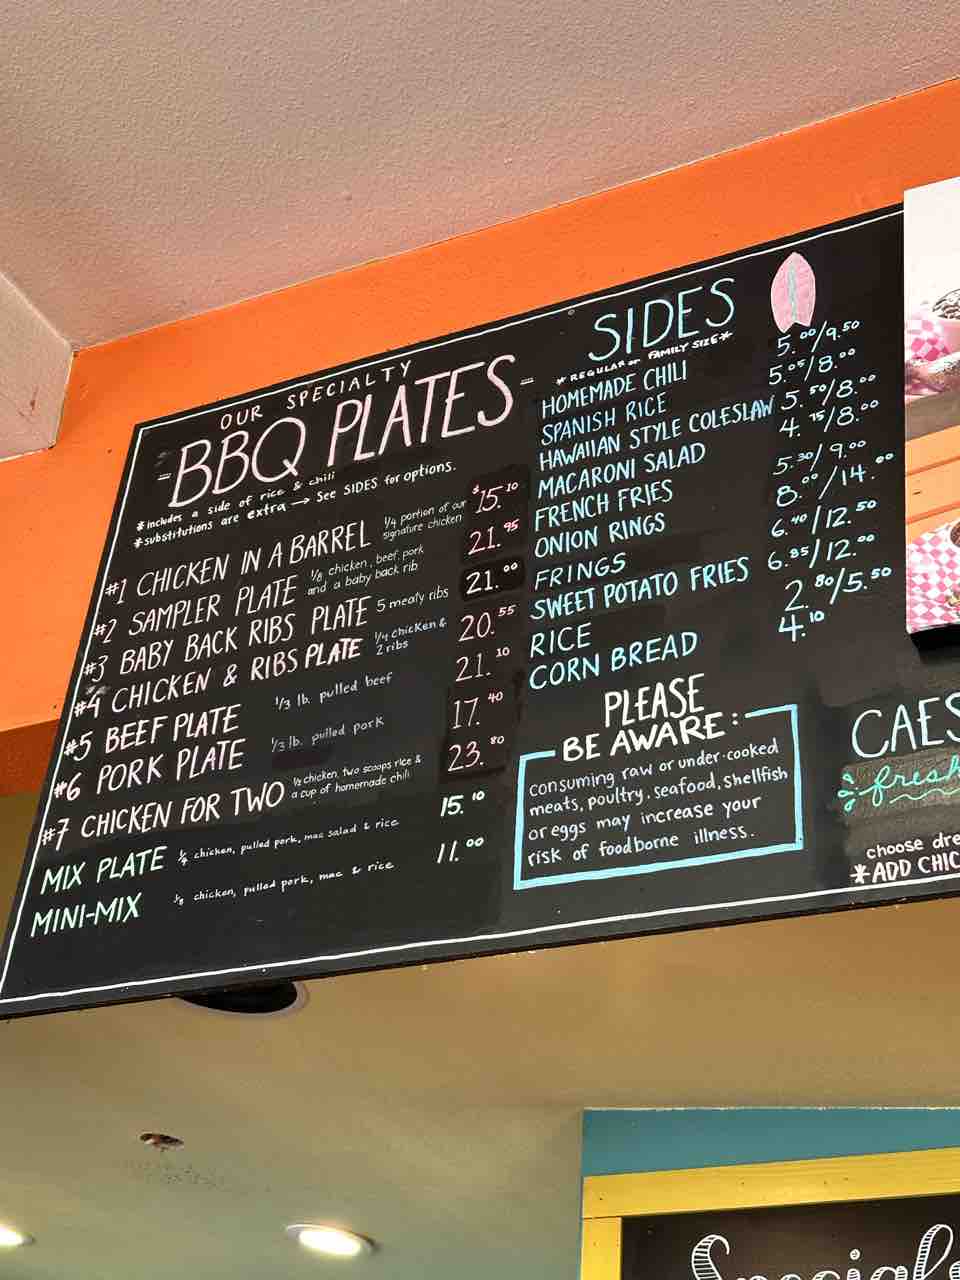 OUR SPECIALTY
-BBQ PLATES-
*includes a side of rice & chili
*substitutions are extra → See SIDES for options.
#1 CHICKEN IN A BARREL 1/4 portion of our signature chicken $15.10
#2 SAMPLER PLATE 1/8 chicken, beef, pork and a baby back rib 21.95
#3 BABY BACK RIBS PLATE 5 meaty ribs 21.00
#4 CHICKEN & RIBS PLATE 1/4 chicken & 2 ribs 20.55
#5 BEEF PLATE 1/3 lb. pulled beef 21.10
#6 PORK PLATE 1/3 lb. pulled pork 17.40
#7 CHICKEN FOR TWO 1/2 chicken, two scoops rice & a cup of homemade chili 23.80
MIX PLATE 1/4 chicken, pulled pork, mac salad & rice 15.10
MINI-MIX 1/8 chicken, pulled pork, mac & rice 11.00
SIDES
*REGULAR or FAMILY SIZE*
HOMEMADE CHILI 5.00/9.50
SPANISH RICE 5.05/8.00
HAWAIIAN STYLE COLESLAW 5.50/8.00
MACARONI SALAD 4.75/8.00
FRENCH FRIES 5.30/9.00
ONION RINGS 8.00/14.00
FRINGS 6.40/12.50
SWEET POTATO FRIES 6.85/12.00
RICE 2.80/5.50
CORN BREAD 4.10
PLEASE
BE AWARE:
consuming raw or under-cooked
meats, poultry, seafood, shellfish
or eggs may increase your
risk of foodborne illness.
CAES
fresh
choose dre
*ADD CHIC
Specials